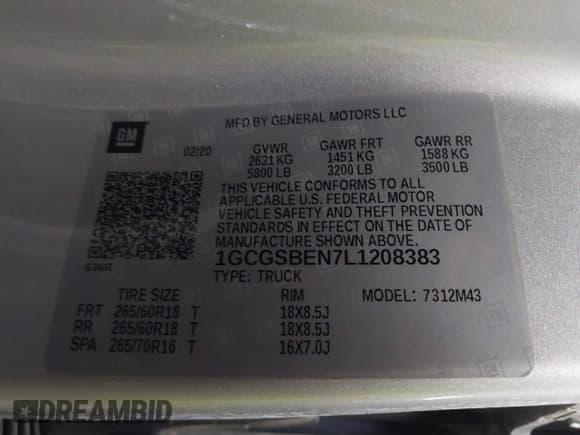 MFD BY GENERAL MOTORS LLC
GM
02/20 GVWR GAWR FRT GAWR RR
2631 KG 1451 KG 1588 KG
5800 LB 3200 LB 3500 LB
THIS VEHICLE CONFORMS TO ALL
APPLICABLE U.S. FEDERAL MOTOR
VEHICLE SAFETY AND THEFT PREVENTION
STANDARDS IN EFFECT ON THE DATE OF
MANUFACTURE SHOWN ABOVE.
1GCGSBEN7L1208383
TYPE: TRUCK
TIRE SIZE RIM MODEL: 7312M43
FRT 265/60R18 T 18X8.5J
RR 265/60R18 T 18X8.5J
SPA 265/70R16 T 16X7.0J
DREAMBID